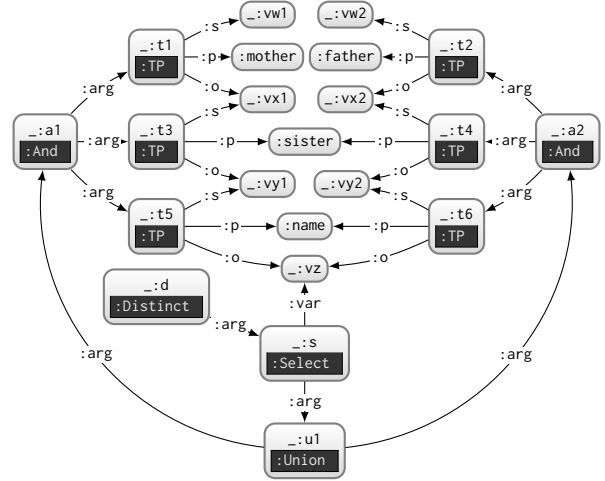 :s _:vw1 _:vw2 :s
_:t1 _:t2
:TP :p :mother :father :p :TP
:arg :o :o :arg
:s _:vx1 _:vx2 :s
_:a1 _:t3 _:t4 _:a2
:And :arg :TP :p :sister :p :TP :arg :And
:o :o
:arg :s _:vy1 _:vy2 :s :arg
_:t5 _:t6
:TP :p :name :p :TP
:o _:vz :o
_:d
:Distinct :var
:arg _:s
:Select
:arg :arg
:arg
_:u1
:Union